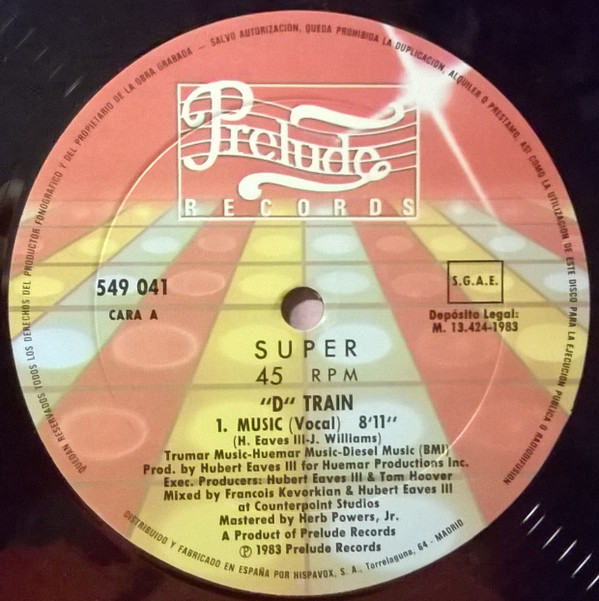 QUEDAN RESERVADOS TODOS LOS DERECHOS DEL PRODUCTOR FONOGRAFICO Y DEL PROPIETARIO DE LA OBRA GRABADA — SALVO AUTORIZACION, QUEDA PROHIBIDA LA DUPLICACION, ALQUILER O PRESTAMO, ASI COMO LA UTILIZACION DE ESTE DISCO PARA LA EJECUCION PUBLICA O RADIODIFUSION
Prelude
RECORDS
549 041
CARA A
S.G.A.E.
Depósito Legal:
M. 13.424-1983
SUPER
45 RPM
"D" TRAIN
1. MUSIC (Vocal) 8'11"
(H. Eaves III-J. Williams)
Trumar Music-Huemar Music-Diesel Music (BMI)
Prod. by Hubert Eaves III for Huemar Productions Inc.
Exec. Producers: Hubert Eaves III & Tom Hoover
Mixed by Francois Kevorkian & Hubert Eaves III
at Counterpoint Studios
Mastered by Herb Powers, Jr.
A Product of Prelude Records
Ⓟ 1983 Prelude Records
DISTRIBUIDO Y FABRICADO EN ESPAÑA POR HISPAVOX, S. A., Torrelaguna, 64 - MADRID